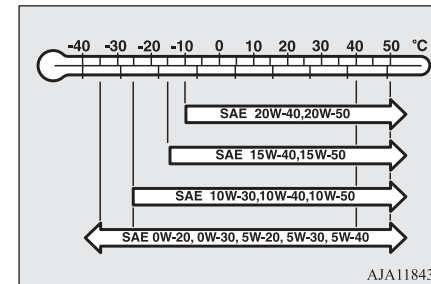 -40 -30 -20 -10 0 10 20 30 40 50 °C
SAE 20W-40,20W-50
SAE 15W-40,15W-50
SAE 10W-30,10W-40,10W-50
SAE 0W-20, 0W-30, 5W-20, 5W-30, 5W-40
AJA11843